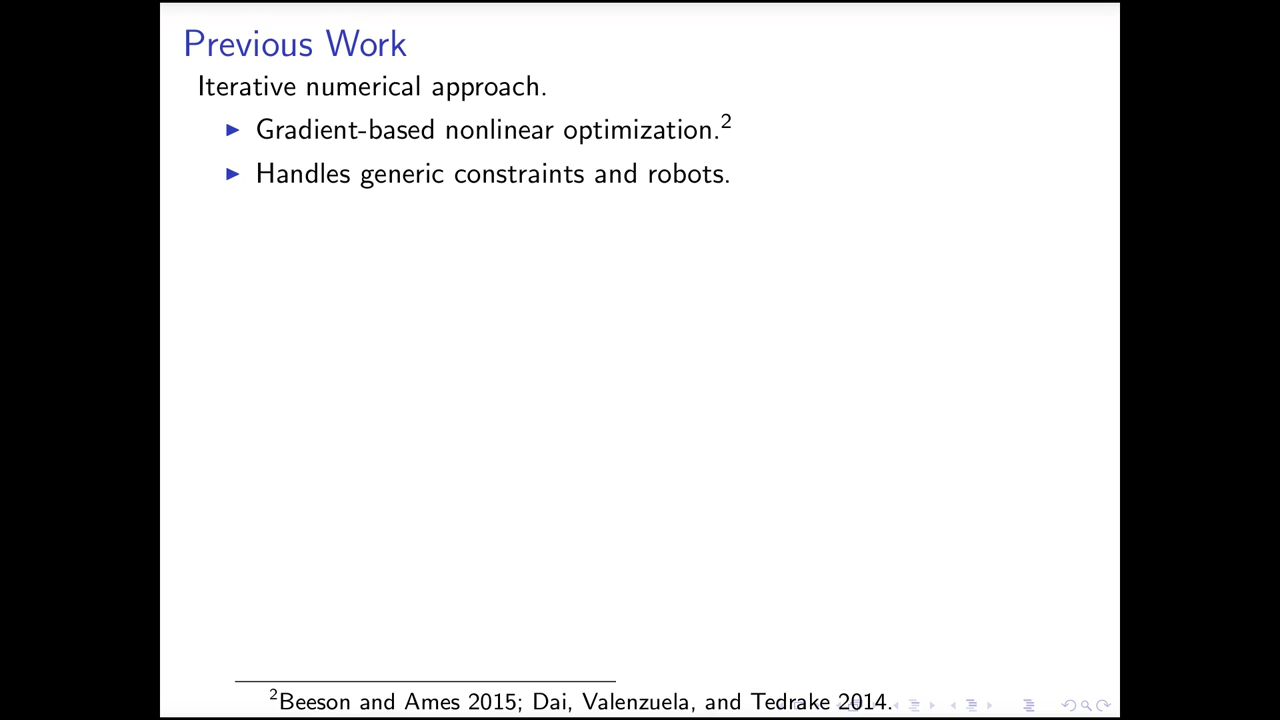 Previous Work
Iterative numerical approach.
▶ Gradient-based nonlinear optimization.²
▶ Handles generic constraints and robots.
²Beeson and Ames 2015; Dai, Valenzuela, and Tedrake 2014.